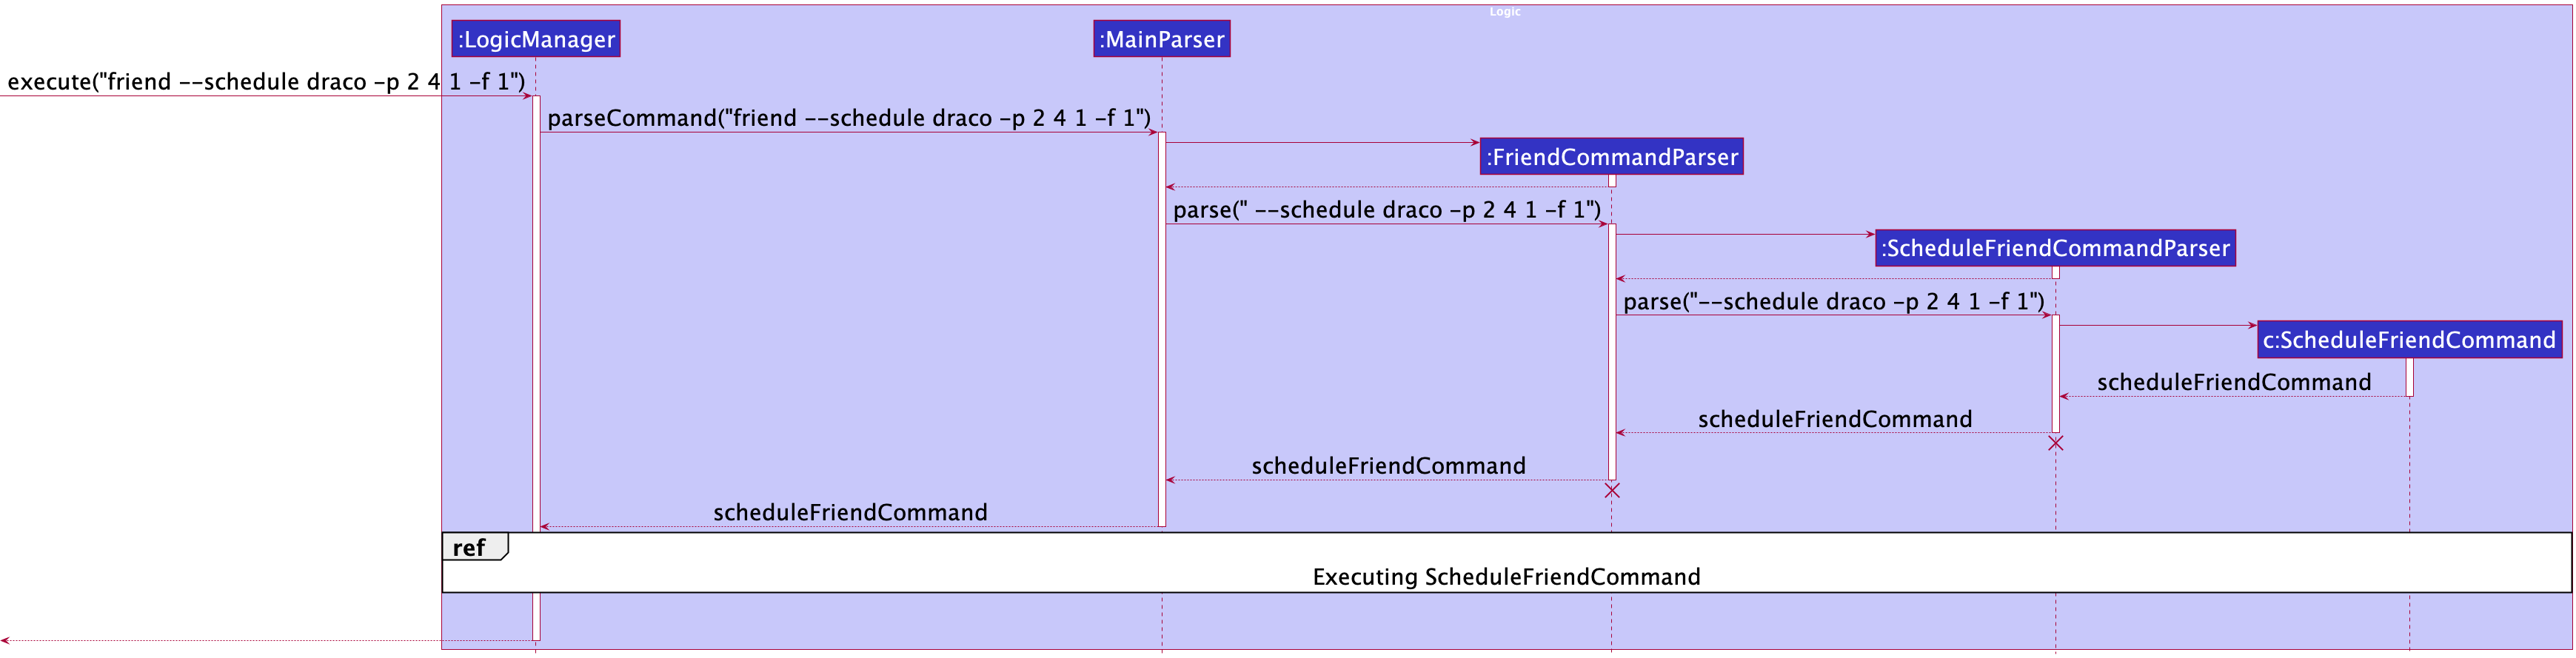 Logic
:LogicManager
:MainParser
execute("friend --schedule draco -p 2 4 1 -f 1")
parseCommand("friend --schedule draco -p 2 4 1 -f 1")
:FriendCommandParser
parse(" --schedule draco -p 2 4 1 -f 1")
:ScheduleFriendCommandParser
parse("--schedule draco -p 2 4 1 -f 1")
c:ScheduleFriendCommand
scheduleFriendCommand
scheduleFriendCommand
scheduleFriendCommand
scheduleFriendCommand
ref
Executing ScheduleFriendCommand